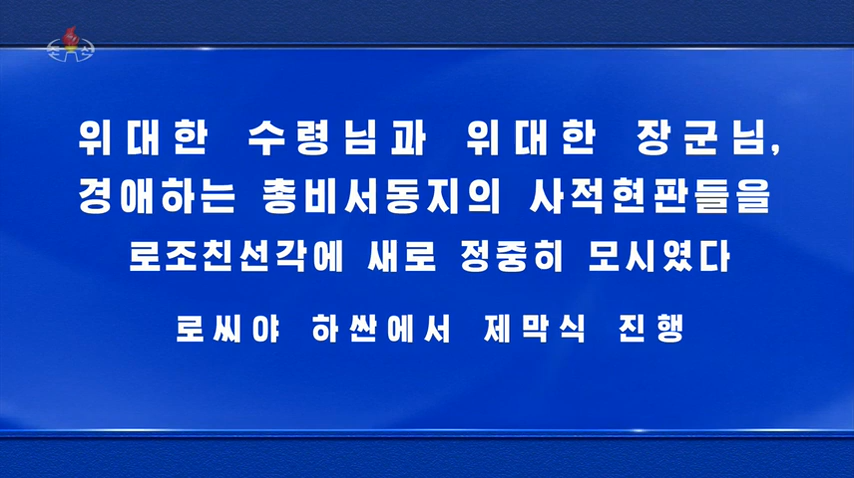 조선
위대한 수령님과 위대한 장군님,
경애하는 총비서동지의 사적현판들을
로조친선각에 새로 정중히 모시였다
로씨야 하싼에서 제막식 진행